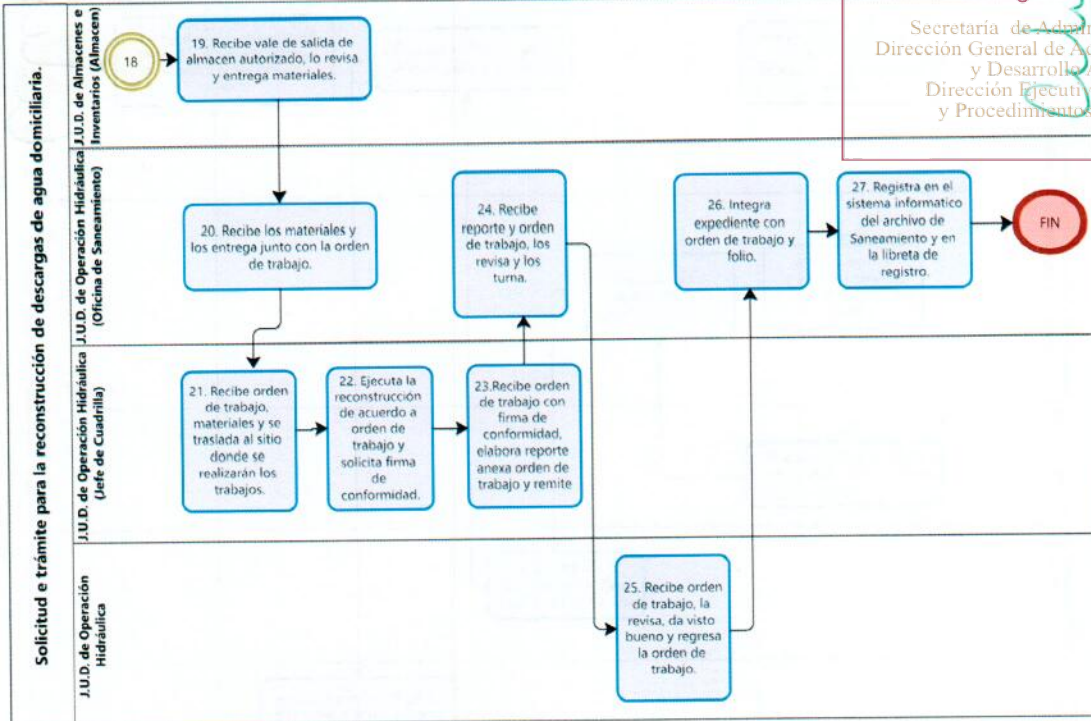 Solicitud e trámite para la reconstrucción de descargas de agua domiciliaria.
J.U.D. de Almacenes e
Inventarios (Almacen)
18
19. Recibe vale de salida de
almacen autorizado, lo revisa
y entrega materiales.
Secretaría de
Dirección General de
y Desarrollo
Dirección
y Procedimientos
J.U.D. de Operación Hidráulica
(Oficina de Saneamiento)
20. Recibe los materiales y
los entrega junto con la orden
de trabajo.
24. Recibe
reporte y orden
de trabajo, los
revisa y los
turna.
26. Integra
expediente con
orden de trabajo y
folio.
27. Registra en el
sistema informatico
del archivo de
Saneamiento y en
la libreta de
registro.
FIN
J.U.D. de Operación Hidráulica
(Jefe de Cuadrilla)
21. Recibe orden
de trabajo,
materiales y se
traslada al sitio
donde se
realizarán los
trabajos.
22. Ejecuta la
reconstrucción
de acuerdo a
orden de
trabajo y
solicita firma
de
conformidad.
23.Recibe orden
de trabajo con
firma de
conformidad,
elabora reporte
anexa orden de
trabajo y remite
J.U.D. de Operación
Hidráulica
25. Recibe orden
de trabajo, la
revisa, da visto
bueno y regresa
la orden de
trabajo.